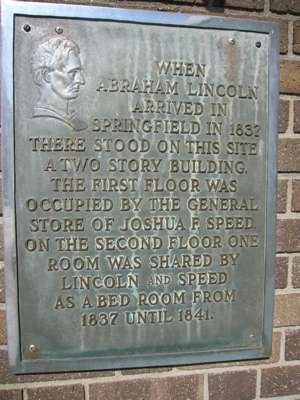 WHEN
ABRAHAM LINCOLN
ARRIVED IN
SPRINGFIELD IN 1837
THERE STOOD ON THIS SITE
A TWO STORY BUILDING.
THE FIRST FLOOR WAS
OCCUPIED BY THE GENERAL
STORE OF JOSHUA F. SPEED.
ON THE SECOND FLOOR ONE
ROOM WAS SHARED BY
LINCOLN AND SPEED
AS A BED ROOM FROM
1837 UNTIL 1841.